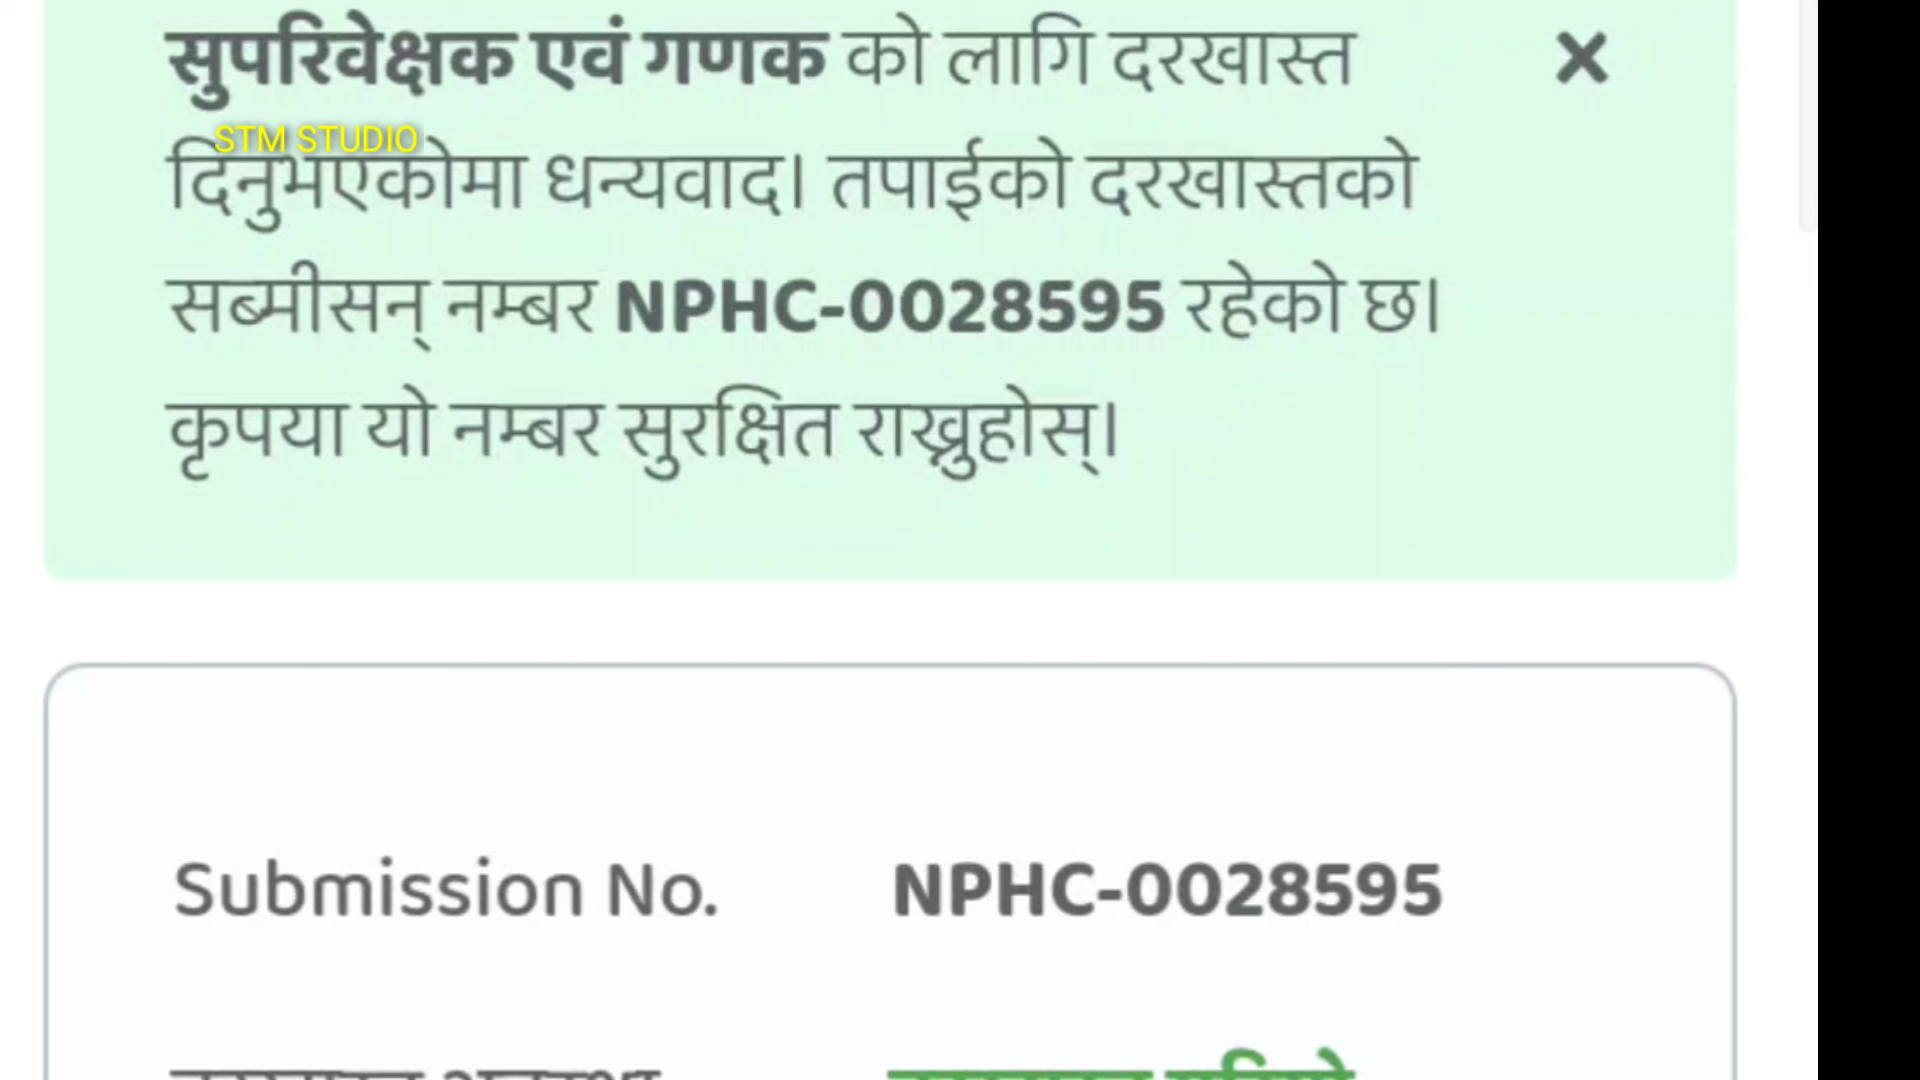 सुपरिवेक्षक एवं गणक को लागि दरखास्त
STM STUDIO
दिनुभएकोमा धन्यवाद। तपाईको दरखास्तको
सब्मीसन् नम्बर NPHC-0028595 रहेको छ।
कृपया यो नम्बर सुरक्षित राख्नुहोस्।
Submission No. NPHC-0028595